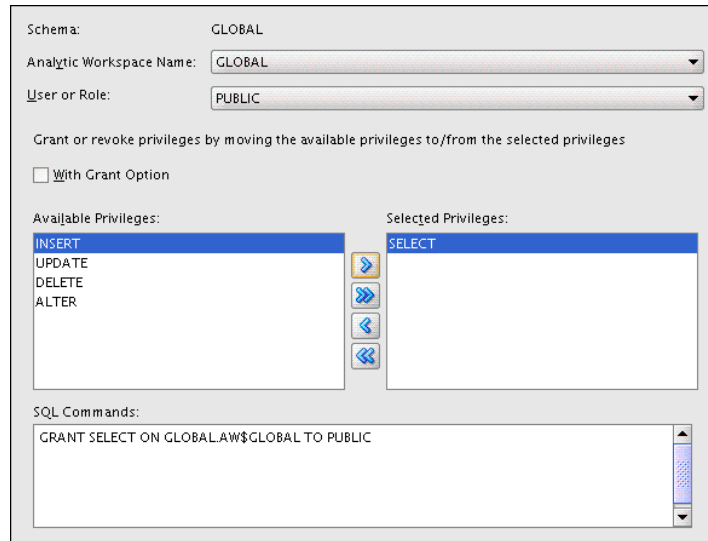 Schema: GLOBAL
Analytic Workspace Name: GLOBAL
User or Role: PUBLIC
Grant or revoke privileges by moving the available privileges to/from the selected privileges
With Grant Option
Available Privileges: Selected Privileges:
INSERT SELECT
UPDATE
DELETE
ALTER
SQL Commands:
GRANT SELECT ON GLOBAL.AW$GLOBAL TO PUBLIC